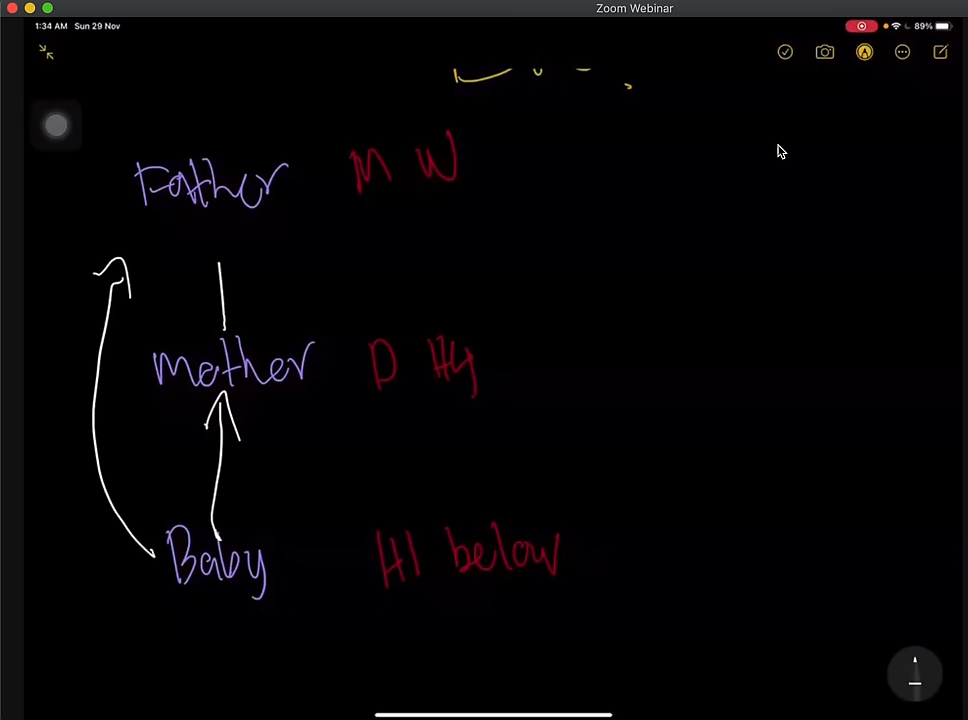 Zoom Webinar
1:34 AM Sun 29 Nov 89%
Father M W
Mother D H4
Baby H1 below